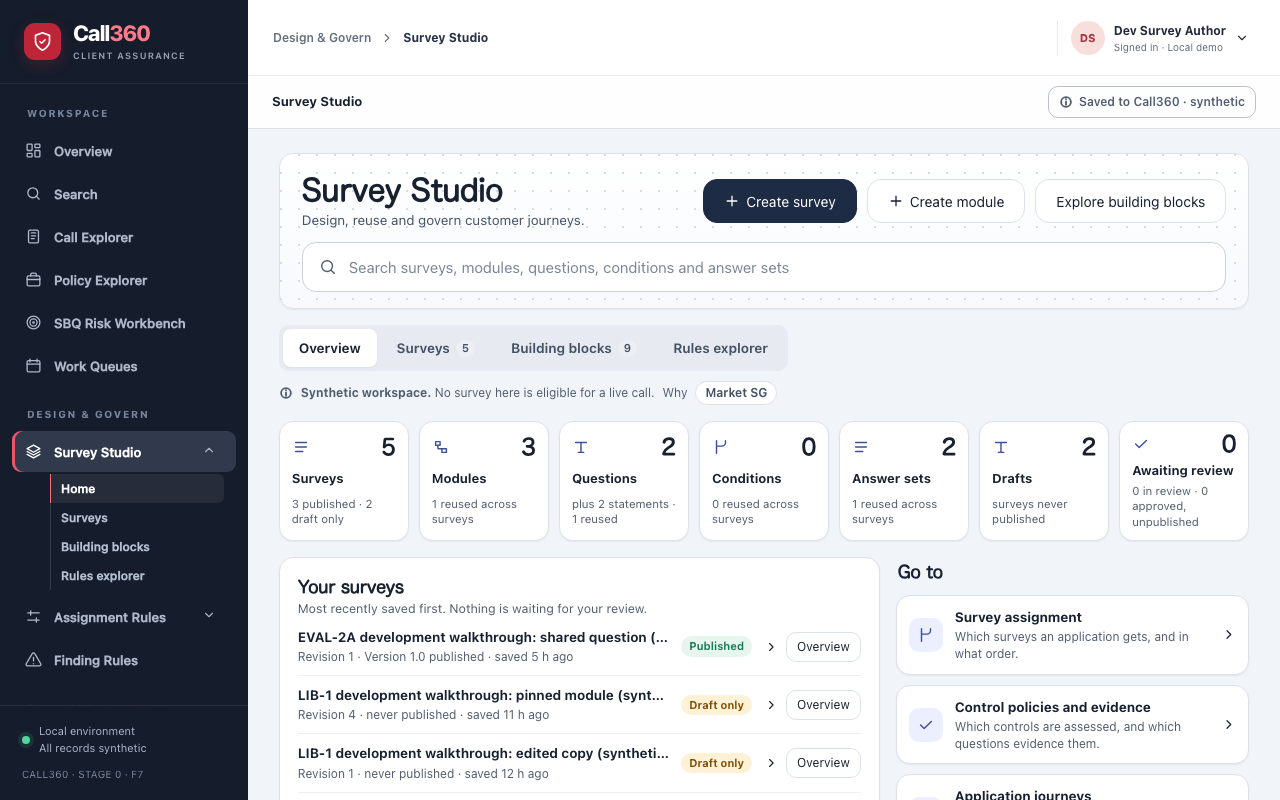 Call360
CLIENT ASSURANCE
WORKSPACE
Overview
Search
Call Explorer
Policy Explorer
SBQ Risk Workbench
Work Queues
DESIGN & GOVERN
Survey Studio
Home
Surveys
Building blocks
Rules explorer
Assignment Rules
Finding Rules
Local environment
All records synthetic
CALL360 · STAGE 0 · F7
Design & Govern > Survey Studio
DS
Dev Survey Author
Signed in · Local demo
Survey Studio
Saved to Call360 · synthetic
Survey Studio
Design, reuse and govern customer journeys.
+ Create survey
+ Create module
Explore building blocks
Search surveys, modules, questions, conditions and answer sets
Overview
Surveys 5
Building blocks 9
Rules explorer
Synthetic workspace. No survey here is eligible for a live call. Why Market SG
5
Surveys
3 published · 2
draft only
3
Modules
1 reused across
surveys
2
Questions
plus 2 statements ·
1 reused
0
Conditions
0 reused across
surveys
2
Answer sets
1 reused across
surveys
2
Drafts
surveys never
published
0
Awaiting review
0 in review · 0
approved,
unpublished
Your surveys
Most recently saved first. Nothing is waiting for your review.
EVAL-2A development walkthrough: shared question (...
Revision 1 · Version 1.0 published · saved 5 h ago
Published
Overview
LIB-1 development walkthrough: pinned module (synt...
Revision 4 · never published · saved 11 h ago
Draft only
Overview
LIB-1 development walkthrough: edited copy (syntheti...
Revision 1 · never published · saved 12 h ago
Draft only
Overview
Go to
Survey assignment
Which surveys an application gets, and in
what order.
Control policies and evidence
Which controls are assessed, and which
questions evidence them.
Application journeys